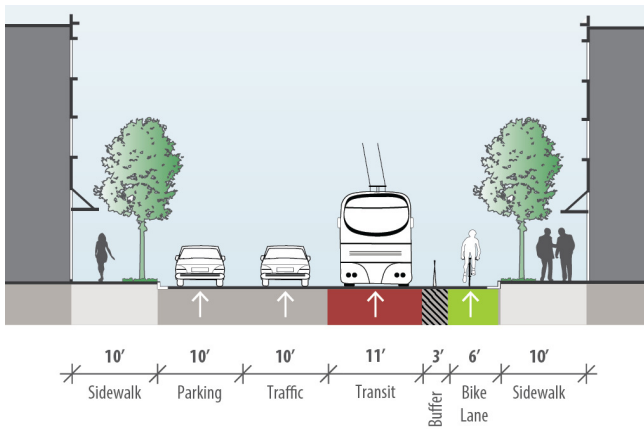 10’ 10’ 10’ 11’ 3’ 6’ 10’
Sidewalk Parking Traffic Transit Buffer Bike Lane Sidewalk